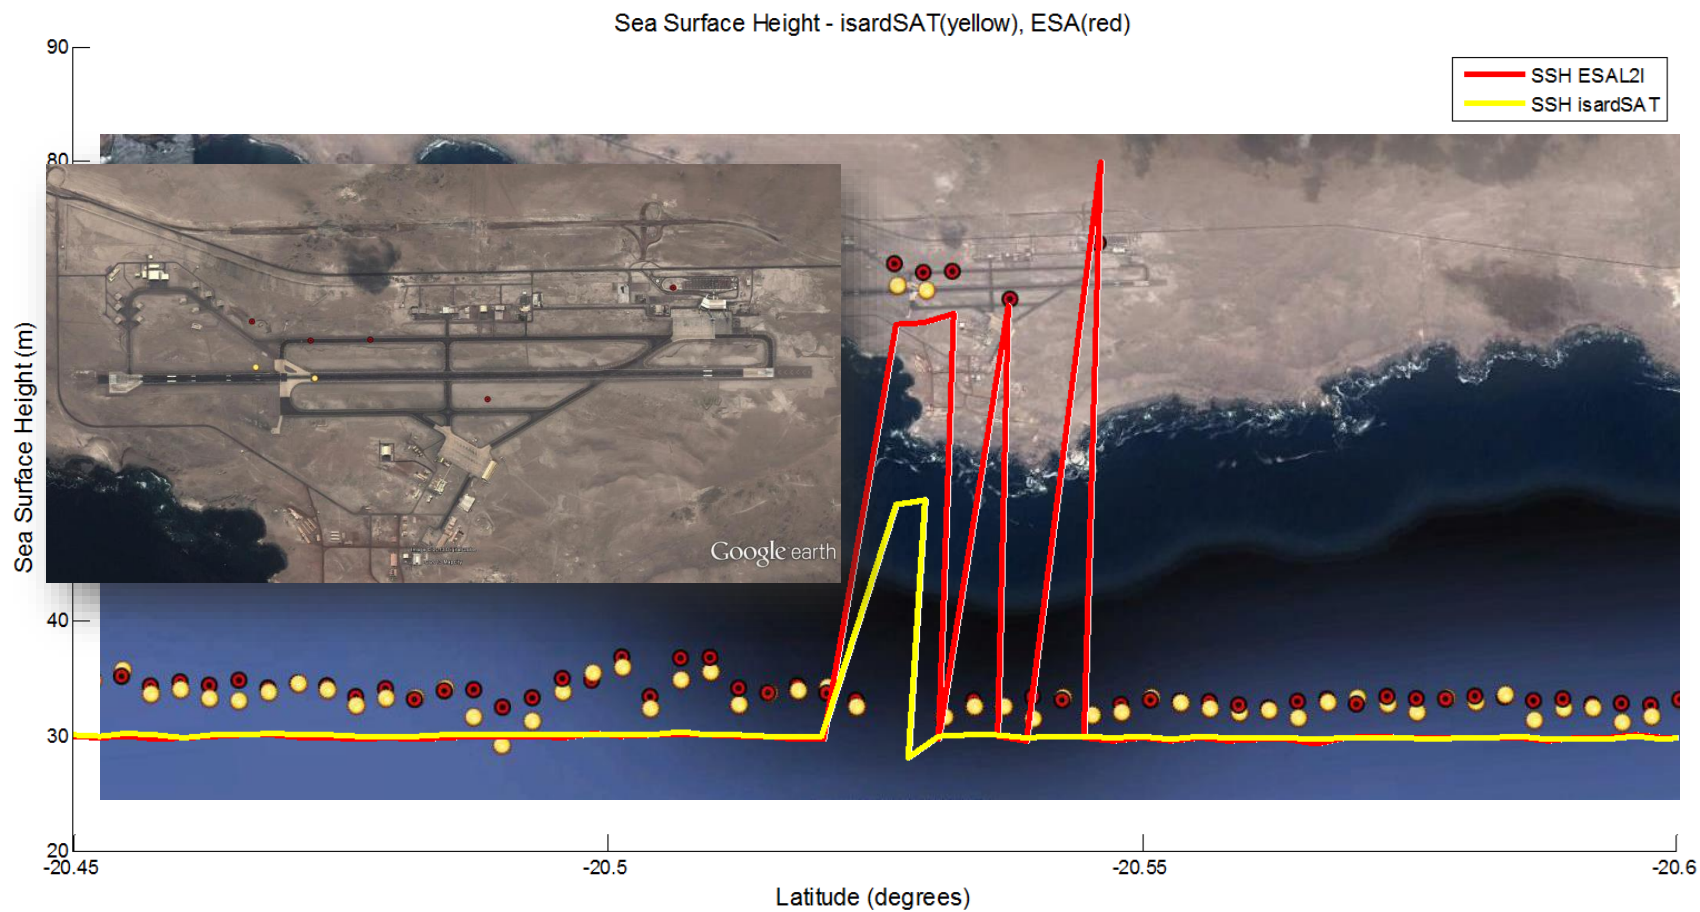 Sea Surface Height - isardSAT(yellow), ESA(red)
90
SSH ESAL2I
SSH isardSAT
80
Sea Surface Height (m)
Google earth
40
30
20
-20.45
-20.5
-20.55
-20.6
Latitude (degrees)